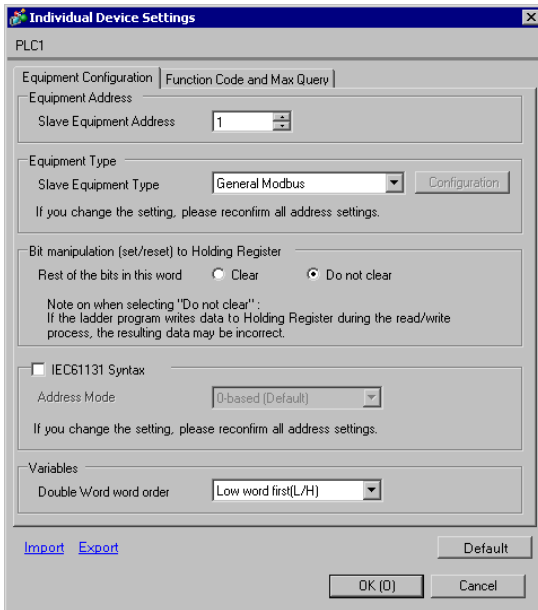 Individual Device Settings
PLC1
Equipment Configuration Function Code and Max Query
Equipment Address
Slave Equipment Address 1
Equipment Type
Slave Equipment Type General Modbus Configuration
If you change the setting, please reconfirm all address settings.
Bit manipulation (set/reset) to Holding Register
Rest of the bits in this word Clear Do not clear
Note on when selecting "Do not clear" :
If the ladder program writes data to Holding Register during the read/write
process, the resulting data may be incorrect.
IEC61131 Syntax
Address Mode 0-based (Default)
If you change the setting, please reconfirm all address settings.
Variables
Double Word word order Low word first(L/H)
Import Export Default
OK (O) Cancel